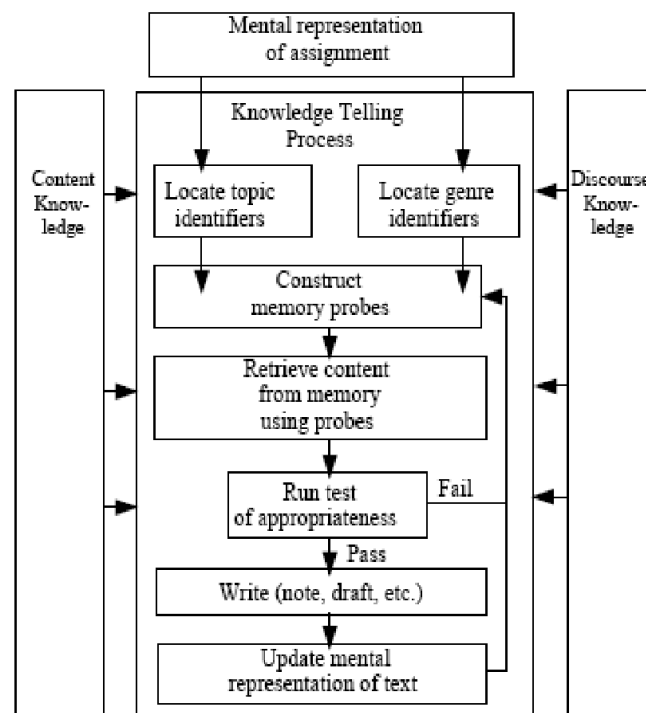 Mental representation
of assignment
Knowledge Telling
Process
Content
Know-
ledge
Locate topic
identifiers
Locate genre
identifiers
Discourse
Know-
ledge
Construct
memory probes
Retrieve content
from memory
using probes
Run test
of appropriateness
Fail
Pass
Write (note, draft, etc.)
Update mental
representation of text